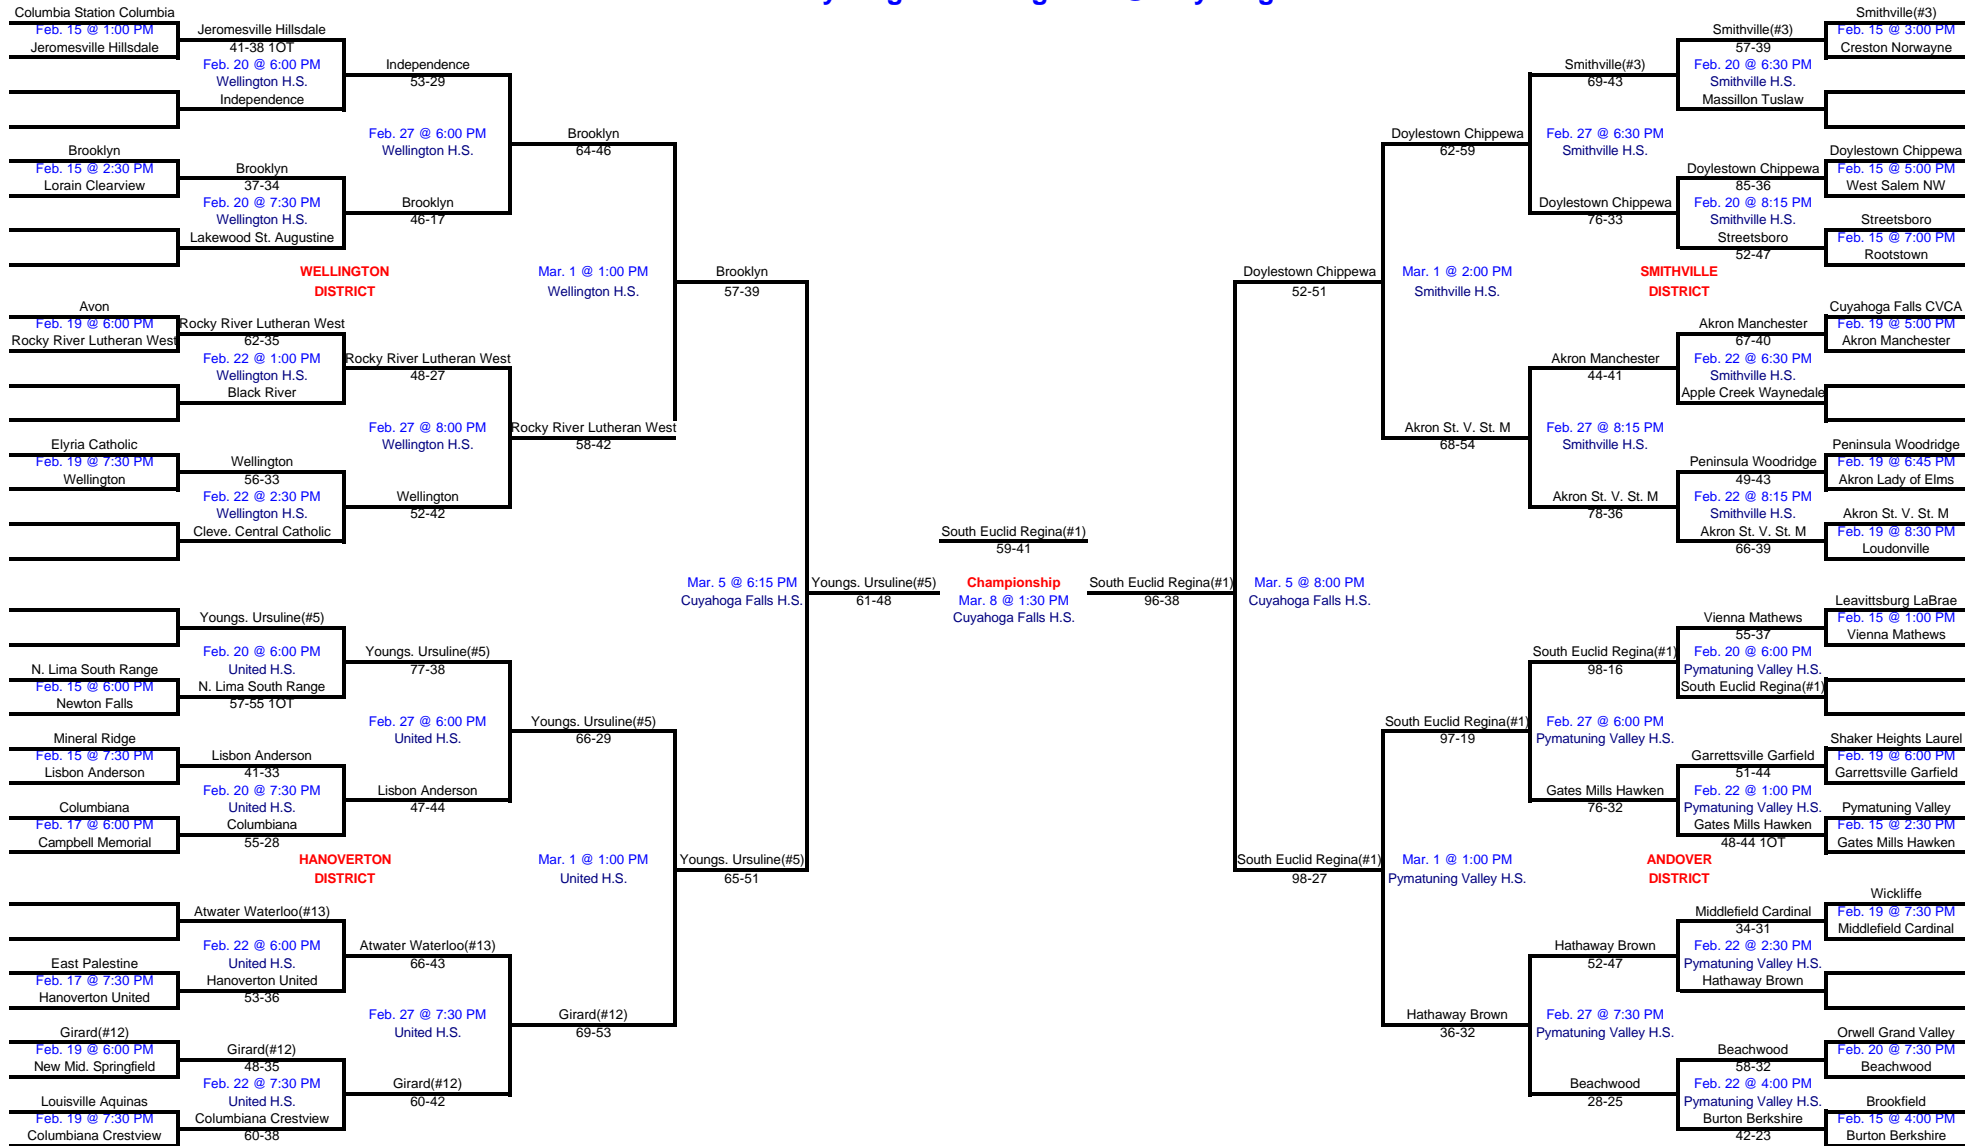 Columbia Station Columbia
Feb. 15 @ 1:00 PM
Jeromesville Hillsdale
Brooklyn
Feb. 15 @ 2:30 PM
Lorain Clearview
Avon
Feb. 19 @ 6:00 PM
Rocky River Lutheran West
Elyria Catholic
Feb. 19 @ 7:30 PM
Wellington
N. Lima South Range
Feb. 15 @ 6:00 PM
Newton Falls
Mineral Ridge
Feb. 15 @ 7:30 PM
Lisbon Anderson
Columbiana
Feb. 17 @ 6:00 PM
Campbell Memorial
East Palestine
Feb. 17 @ 7:30 PM
Hanoverton United
Girard(#12)
Feb. 19 @ 6:00 PM
New Mid. Springfield
Louisville Aquinas
Feb. 19 @ 7:30 PM
Columbiana Crestview
Jeromesville Hillsdale
41-38 1OT
Feb. 20 @ 6:00 PM
Wellington H.S.
Independence
Brooklyn
37-34
Feb. 20 @ 7:30 PM
Wellington H.S.
Lakewood St. Augustine
WELLINGTON
DISTRICT
Rocky River Lutheran West
62-35
Feb. 22 @ 1:00 PM
Wellington H.S.
Black River
Wellington
56-33
Feb. 22 @ 2:30 PM
Wellington H.S.
Cleve. Central Catholic
Youngs. Ursuline(#5)
Feb. 20 @ 6:00 PM
United H.S.
N. Lima South Range
57-55 1OT
Lisbon Anderson
41-33
Feb. 20 @ 7:30 PM
United H.S.
Columbiana
55-28
HANOVERTON
DISTRICT
Atwater Waterloo(#13)
Feb. 22 @ 6:00 PM
United H.S.
Hanoverton United
53-36
Girard(#12)
48-35
Feb. 22 @ 7:30 PM
United H.S.
Columbiana Crestview
60-38
Independence
53-29
Feb. 27 @ 6:00 PM
Wellington H.S.
Brooklyn
46-17
Rocky River Lutheran West
48-27
Feb. 27 @ 8:00 PM
Wellington H.S.
Wellington
52-42
Youngs. Ursuline(#5)
77-38
Feb. 27 @ 6:00 PM
United H.S.
Lisbon Anderson
47-44
Atwater Waterloo(#13)
66-43
Feb. 27 @ 7:30 PM
United H.S.
Girard(#12)
60-42
Brooklyn
64-46
Mar. 1 @ 1:00 PM
Wellington H.S.
Rocky River Lutheran West
58-42
Youngs. Ursuline(#5)
66-29
Mar. 1 @ 1:00 PM
United H.S.
Girard(#12)
69-53
Brooklyn
57-39
Mar. 5 @ 6:15 PM
Cuyahoga Falls H.S.
Youngs. Ursuline(#5)
65-51
Youngs. Ursuline(#5)
61-48
South Euclid Regina(#1)
59-41
Championship
Mar. 8 @ 1:30 PM
Cuyahoga Falls H.S.
South Euclid Regina(#1)
96-38
Doylestown Chippewa
52-51
Mar. 5 @ 8:00 PM
Cuyahoga Falls H.S.
South Euclid Regina(#1)
98-27
Doylestown Chippewa
62-59
Mar. 1 @ 2:00 PM
Smithville H.S.
Akron St. V. St. M
68-54
South Euclid Regina(#1)
97-19
Mar. 1 @ 1:00 PM
Pymatuning Valley H.S.
Hathaway Brown
36-32
Smithville(#3)
69-43
Feb. 27 @ 6:30 PM
Smithville H.S.
Doylestown Chippewa
76-33
Akron Manchester
44-41
Feb. 27 @ 8:15 PM
Smithville H.S.
Akron St. V. St. M
78-36
South Euclid Regina(#1)
98-16
Feb. 27 @ 6:00 PM
Pymatuning Valley H.S.
Gates Mills Hawken
76-32
Hathaway Brown
52-47
Feb. 27 @ 7:30 PM
Pymatuning Valley H.S.
Beachwood
28-25
Smithville(#3)
57-39
Feb. 20 @ 6:30 PM
Smithville H.S.
Massillon Tuslaw
Doylestown Chippewa
85-36
Feb. 20 @ 8:15 PM
Smithville H.S.
Streetsboro
52-47
SMITHVILLE
DISTRICT
Akron Manchester
67-40
Feb. 22 @ 6:30 PM
Smithville H.S.
Apple Creek Waynedale
Peninsula Woodridge
49-43
Feb. 22 @ 8:15 PM
Smithville H.S.
Akron St. V. St. M
66-39
Vienna Mathews
55-37
Feb. 20 @ 6:00 PM
Pymatuning Valley H.S.
South Euclid Regina(#1)
Garrettsville Garfield
51-44
Feb. 22 @ 1:00 PM
Pymatuning Valley H.S.
Gates Mills Hawken
48-44 1OT
ANDOVER
DISTRICT
Middlefield Cardinal
34-31
Feb. 22 @ 2:30 PM
Pymatuning Valley H.S.
Hathaway Brown
Beachwood
58-32
Feb. 22 @ 4:00 PM
Pymatuning Valley H.S.
Burton Berkshire
42-23
Smithville(#3)
Feb. 15 @ 3:00 PM
Creston Norwayne
Doylestown Chippewa
Feb. 15 @ 5:00 PM
West Salem NW
Streetsboro
Feb. 15 @ 7:00 PM
Rootstown
Cuyahoga Falls CVCA
Feb. 19 @ 5:00 PM
Akron Manchester
Peninsula Woodridge
Feb. 19 @ 6:45 PM
Akron Lady of Elms
Akron St. V. St. M
Feb. 19 @ 8:30 PM
Loudonville
Leavittsburg LaBrae
Feb. 15 @ 1:00 PM
Vienna Mathews
Shaker Heights Laurel
Feb. 19 @ 6:00 PM
Garrettsville Garfield
Pymatuning Valley
Feb. 15 @ 2:30 PM
Gates Mills Hawken
Wickliffe
Feb. 19 @ 7:30 PM
Middlefield Cardinal
Orwell Grand Valley
Feb. 20 @ 7:30 PM
Beachwood
Brookfield
Feb. 15 @ 4:00 PM
Burton Berkshire